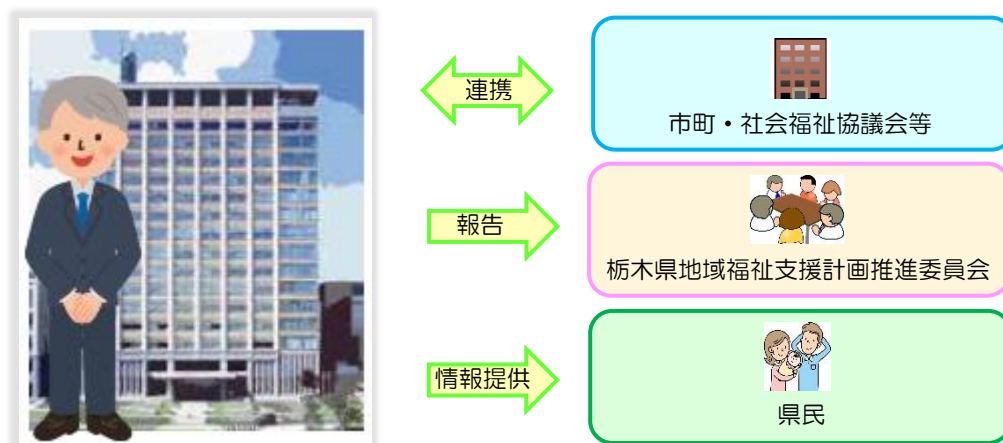 連携
市町・社会福祉協議会等
報告
栃木県地域福祉支援計画推進委員会
情報提供
県民